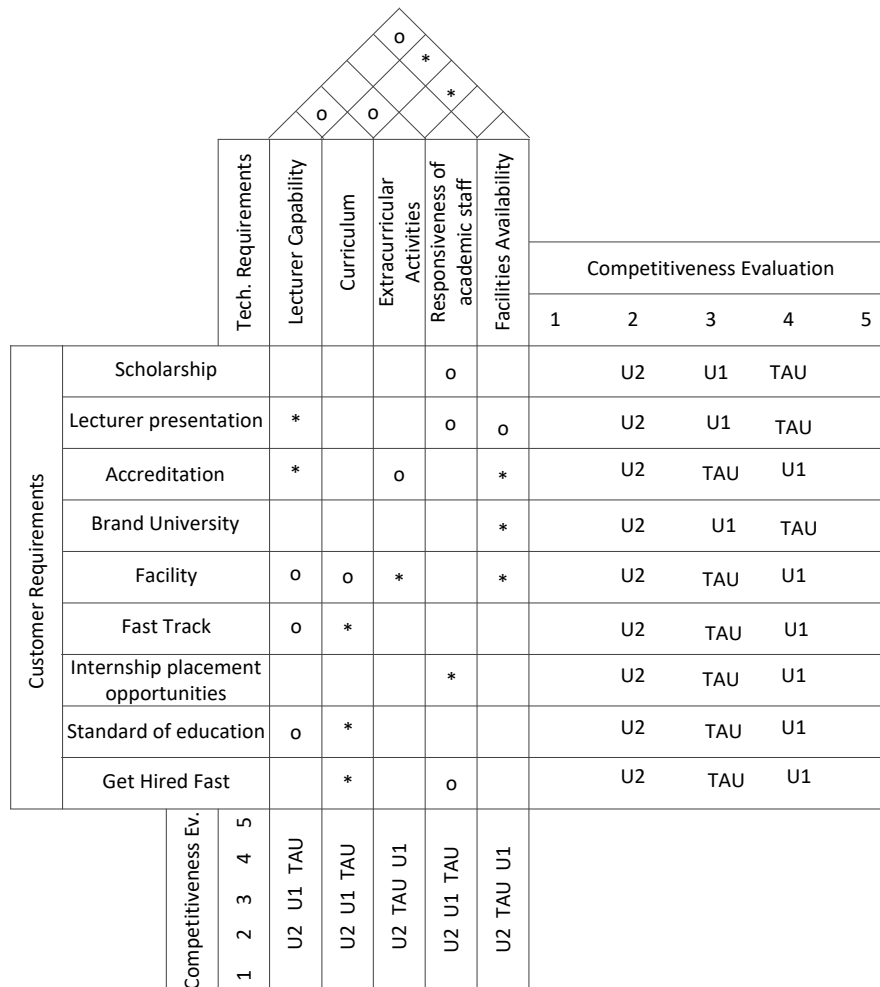 o
*
*
o o
Tech. Requirements
Lecturer Capability
Curriculum
Extracurricular
Activities
Responsiveness of
academic staff
Facilities Availability
Competitiveness Evaluation
1 2 3 4 5
Customer Requirements
Scholarship o U2 U1 TAU
Lecturer presentation * o o U2 U1 TAU
Accreditation * o * U2 TAU U1
Brand University * U2 U1 TAU
Facility o o * * U2 TAU U1
Fast Track o * U2 TAU U1
Internship placement
opportunities * U2 TAU U1
Standard of education o * U2 TAU U1
Get Hired Fast * o U2 TAU U1
Competitiveness Ev.
1 2 3 4 5
U2 U1 TAU
U2 U1 TAU
U2 TAU U1
U2 U1 TAU
U2 TAU U1